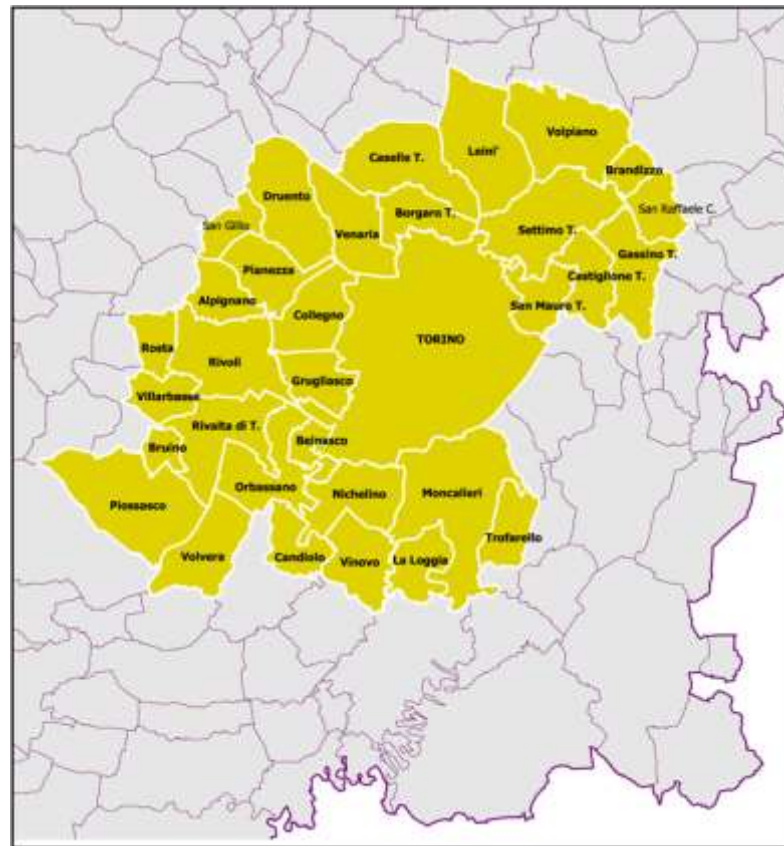 Volpiano
Leini'
Caselle T.
Brandizzo
Druento
San Raffaele C.
Borgaro T.
San Gillio
Settimo T.
Venaria
Gassino T.
Pianezza
Castiglione T.
Alpignano
San Mauro T.
Collegno
TORINO
Rosta
Rivoli
Grugliasco
Villarbasse
Rivalta di T.
Beinasco
Bruino
Orbassano
Nichelino
Moncalieri
Piossasco
Trofarello
Volvera
Candiolo
Vinovo
La Loggia